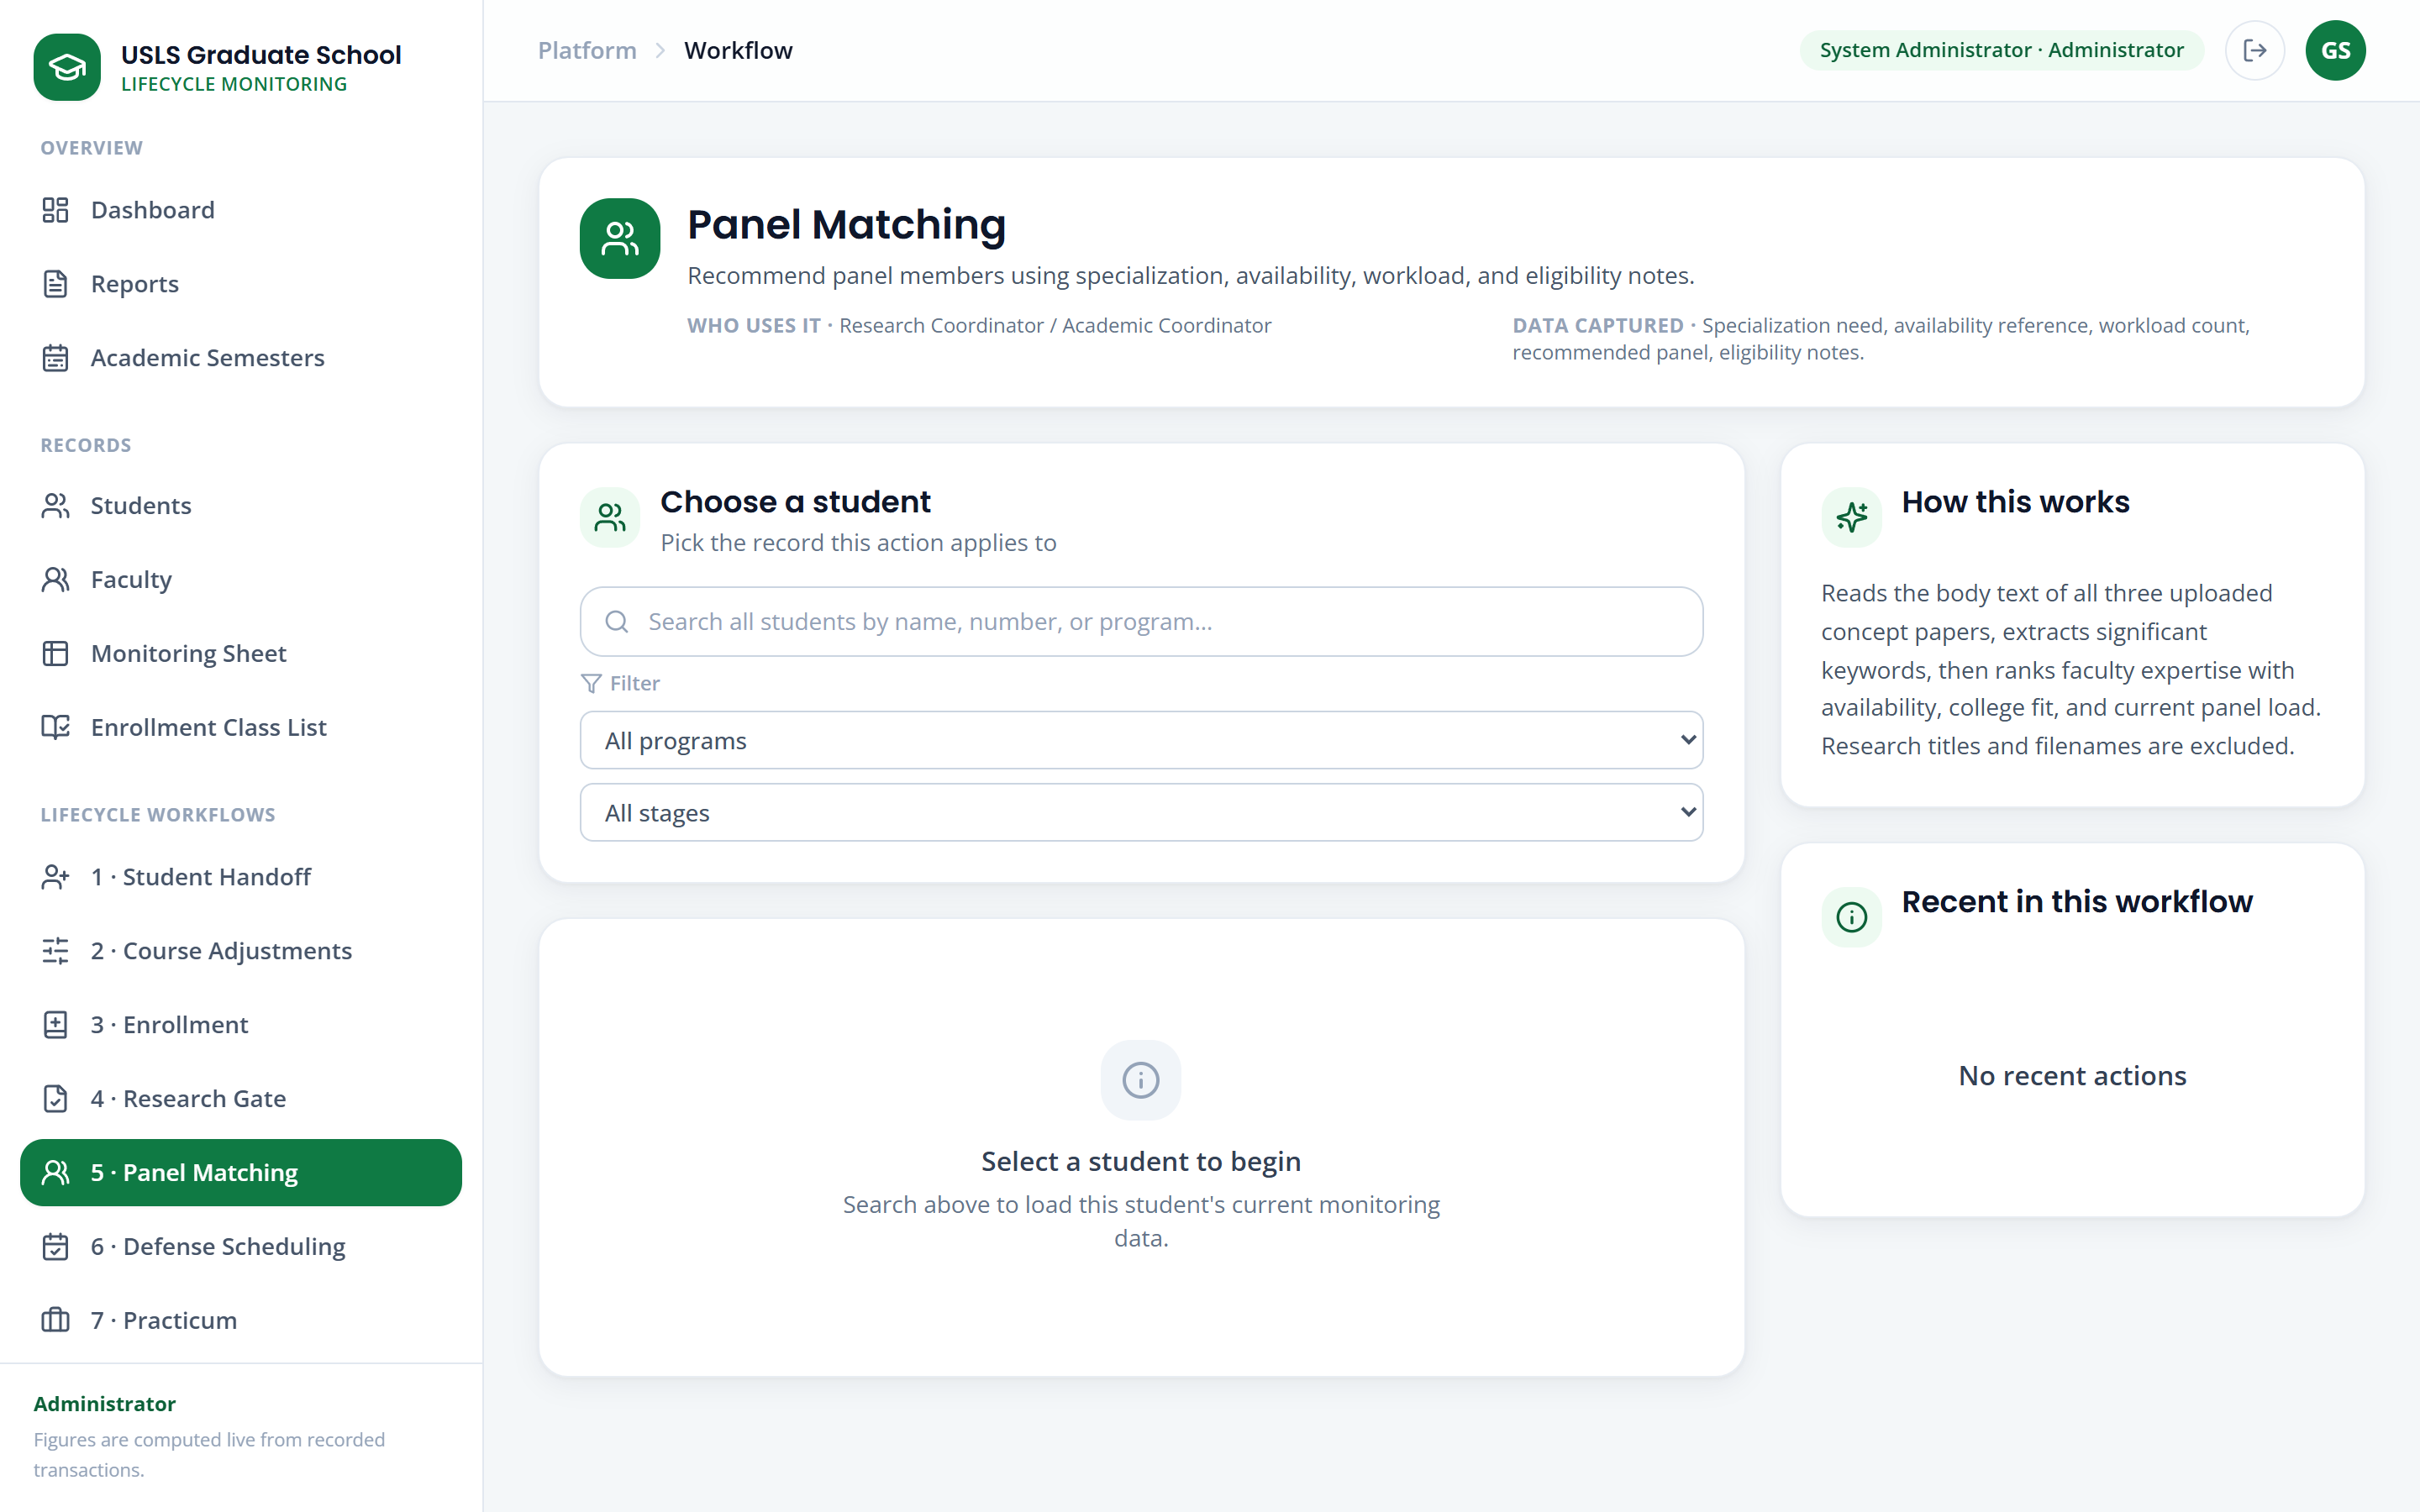 USLS Graduate School
LIFECYCLE MONITORING
OVERVIEW
Dashboard
Reports
Academic Semesters
RECORDS
Students
Faculty
Monitoring Sheet
Enrollment Class List
LIFECYCLE WORKFLOWS
1 · Student Handoff
2 · Course Adjustments
3 · Enrollment
4 · Research Gate
5 · Panel Matching
6 · Defense Scheduling
7 · Practicum
Administrator
Figures are computed live from recorded
transactions.
Platform
Workflow
System Administrator · Administrator
GS
Panel Matching
Recommend panel members using specialization, availability, workload, and eligibility notes.
WHO USES IT · Research Coordinator / Academic Coordinator
DATA CAPTURED · Specialization need, availability reference, workload count,
recommended panel, eligibility notes.
Choose a student
Pick the record this action applies to
Search all students by name, number, or program...
Filter
All programs
All stages
Select a student to begin
Search above to load this student's current monitoring
data.
How this works
Reads the body text of all three uploaded
concept papers, extracts significant
keywords, then ranks faculty expertise with
availability, college fit, and current panel load.
Research titles and filenames are excluded.
Recent in this workflow
No recent actions